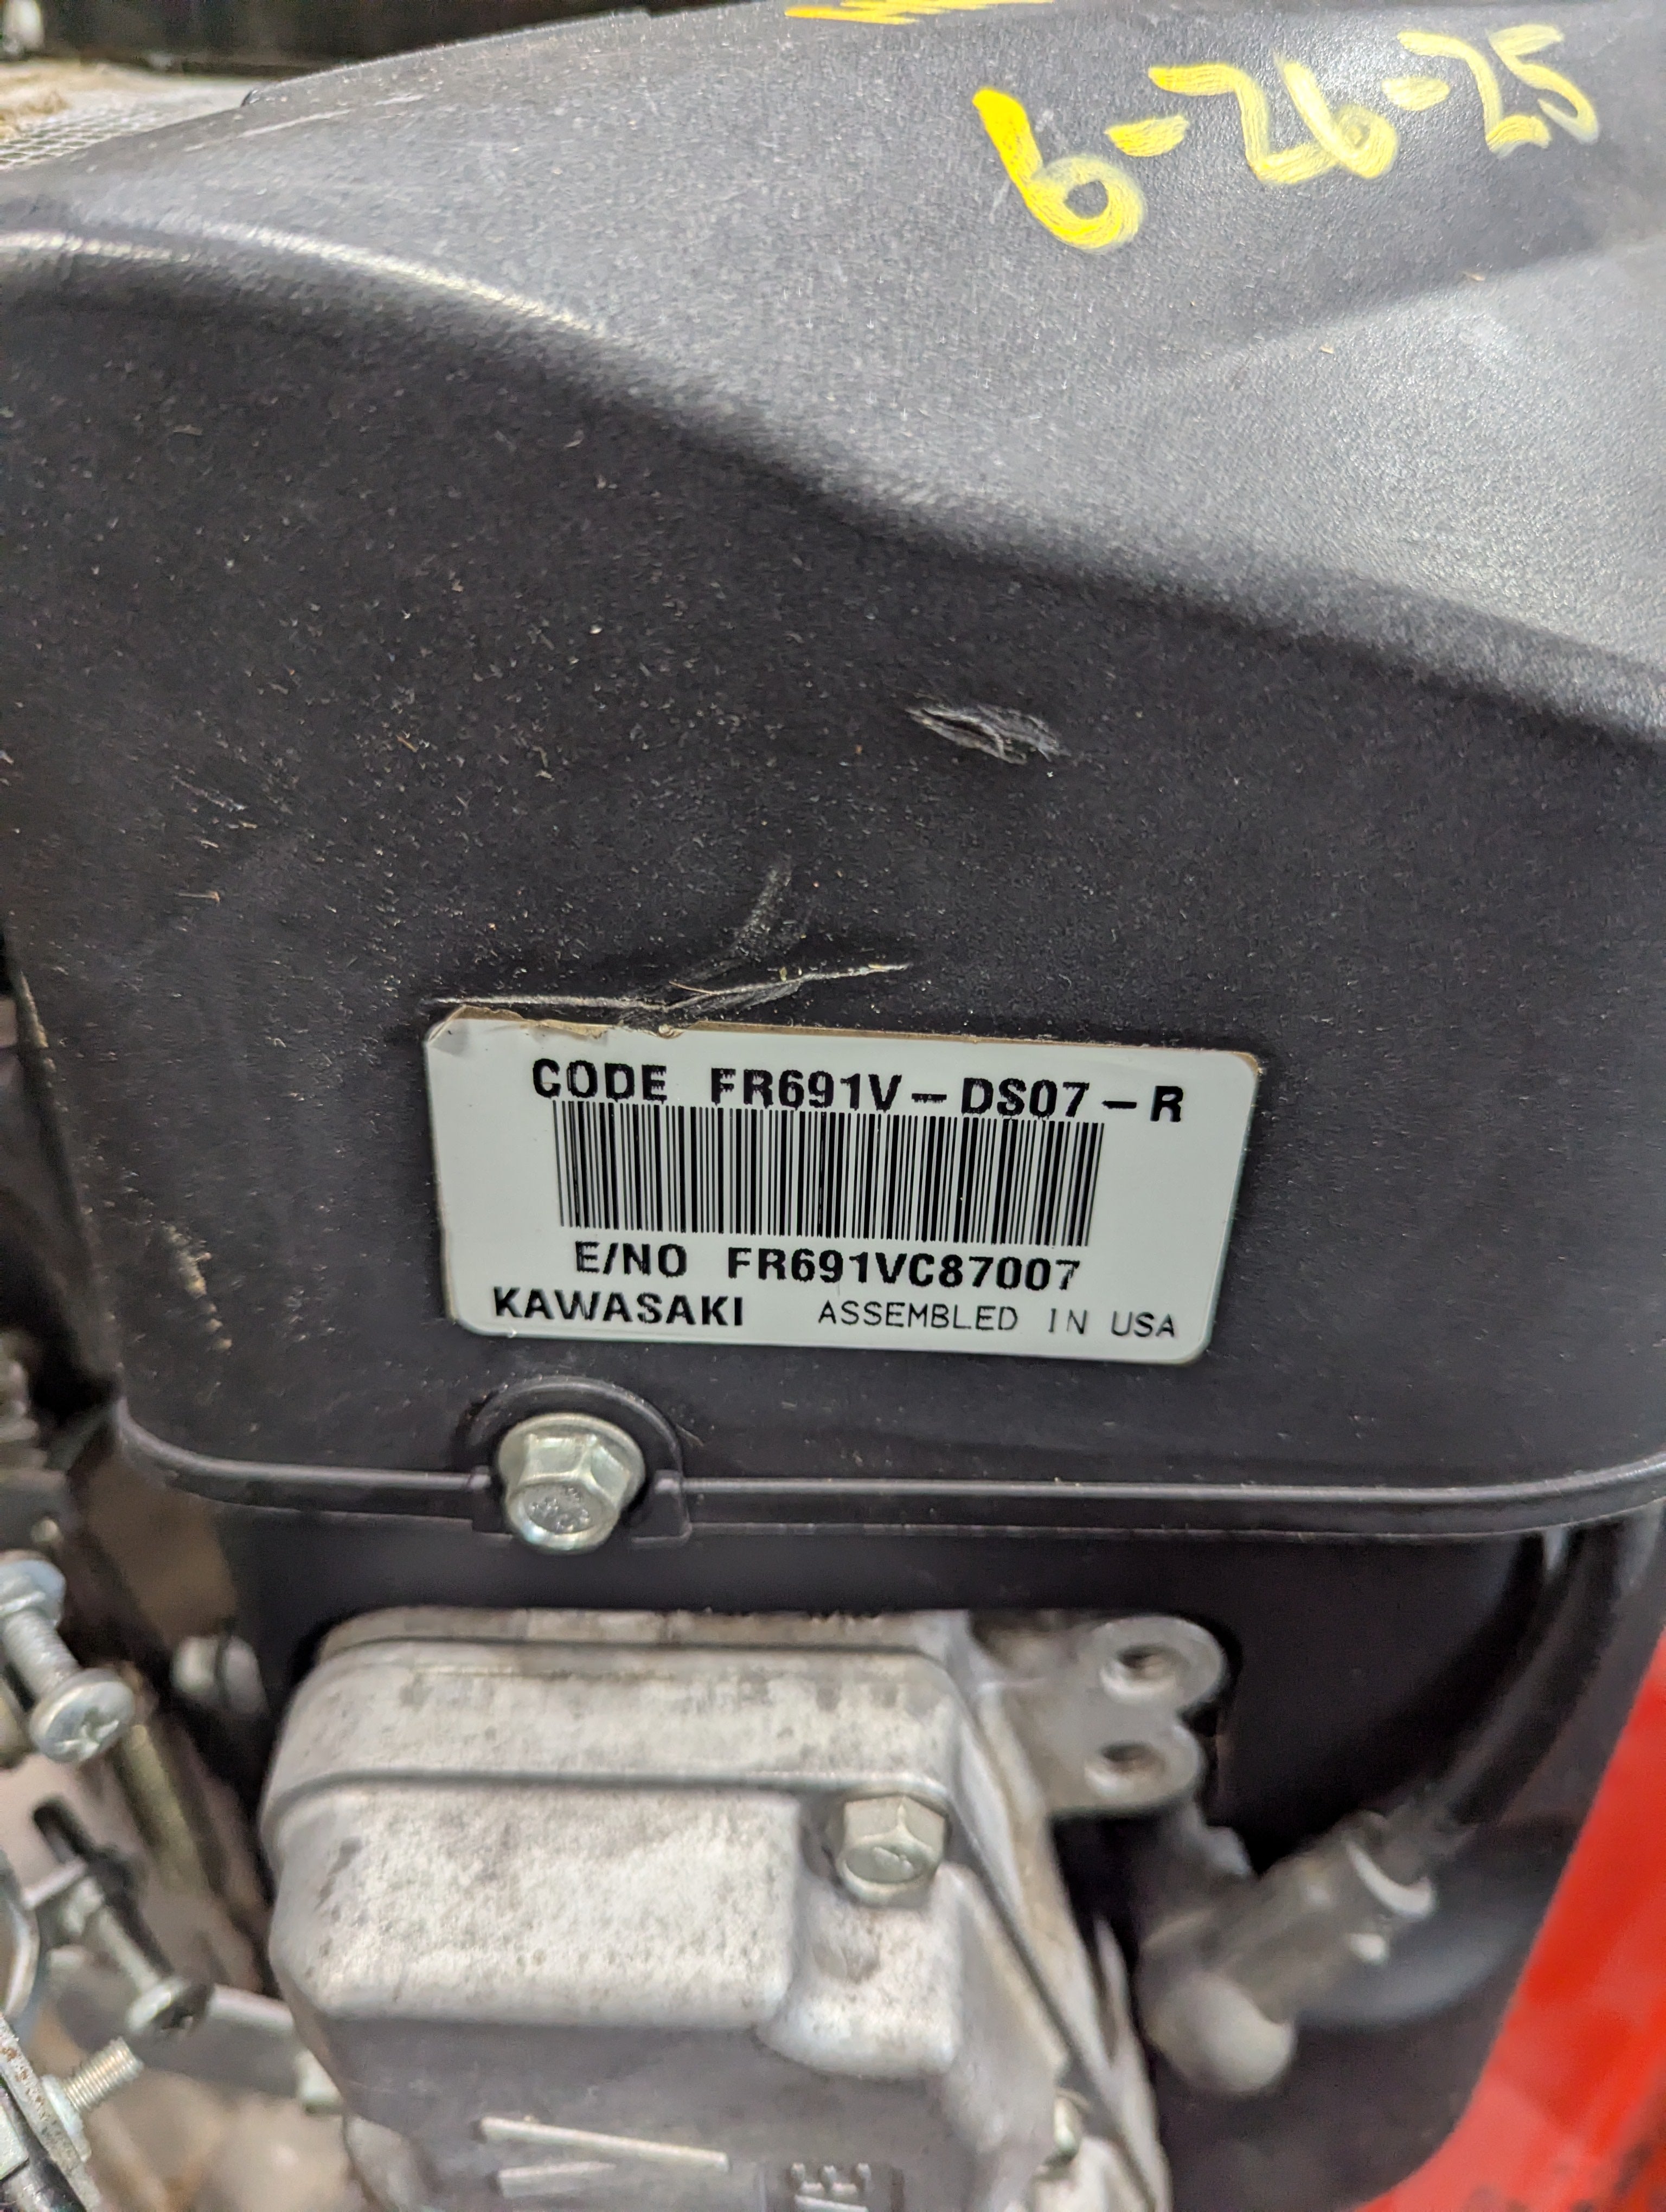 6-26-25
CODE FR691V-DS07-R
E/NO FR691VC87007
KAWASAKI ASSEMBLED IN USA